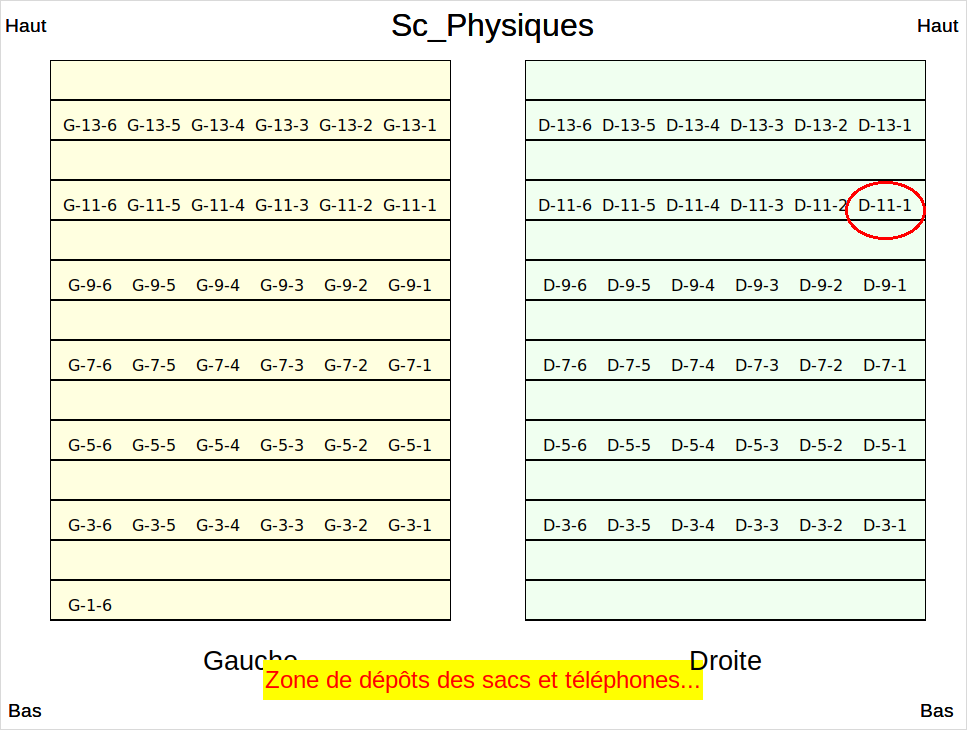 Sc_Physiques
Haut Haut
G-13-6 G-13-5 G-13-4 G-13-3 G-13-2 G-13-1 D-13-6 D-13-5 D-13-4 D-13-3 D-13-2 D-13-1
G-11-6 G-11-5 G-11-4 G-11-3 G-11-2 G-11-1 D-11-6 D-11-5 D-11-4 D-11-3 D-11-2 D-11-1
G-9-6 G-9-5 G-9-4 G-9-3 G-9-2 G-9-1 D-9-6 D-9-5 D-9-4 D-9-3 D-9-2 D-9-1
G-7-6 G-7-5 G-7-4 G-7-3 G-7-2 G-7-1 D-7-6 D-7-5 D-7-4 D-7-3 D-7-2 D-7-1
G-5-6 G-5-5 G-5-4 G-5-3 G-5-2 G-5-1 D-5-6 D-5-5 D-5-4 D-5-3 D-5-2 D-5-1
G-3-6 G-3-5 G-3-4 G-3-3 G-3-2 G-3-1 D-3-6 D-3-5 D-3-4 D-3-3 D-3-2 D-3-1
G-1-6
Gauche Droite
Zone de dépôts des sacs et téléphones...
Bas Bas